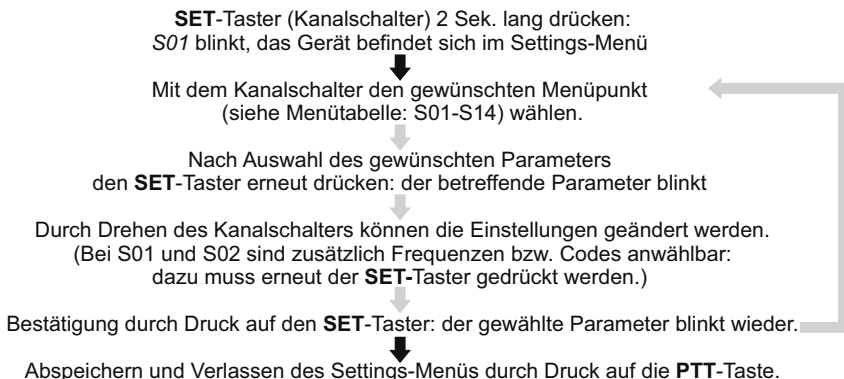 SET-Taster (Kanalschalter) 2 Sek. lang drücken:
S01 blinkt, das Gerät befindet sich im Settings-Menü
Mit dem Kanalschalter den gewünschten Menüpunkt
(siehe Menütabelle: S01-S14) wählen.
Nach Auswahl des gewünschten Parameters
den SET-Taster erneut drücken: der betreffende Parameter blinkt
Durch Drehen des Kanalschalters können die Einstellungen geändert werden.
(Bei S01 und S02 sind zusätzlich Frequenzen bzw. Codes anwählbar:
dazu muss erneut der SET-Taster gedrückt werden.)
Bestätigung durch Druck auf den SET-Taster: der gewählte Parameter blinkt wieder.
Abspeichern und Verlassen des Settings-Menüs durch Druck auf die PTT-Taste.